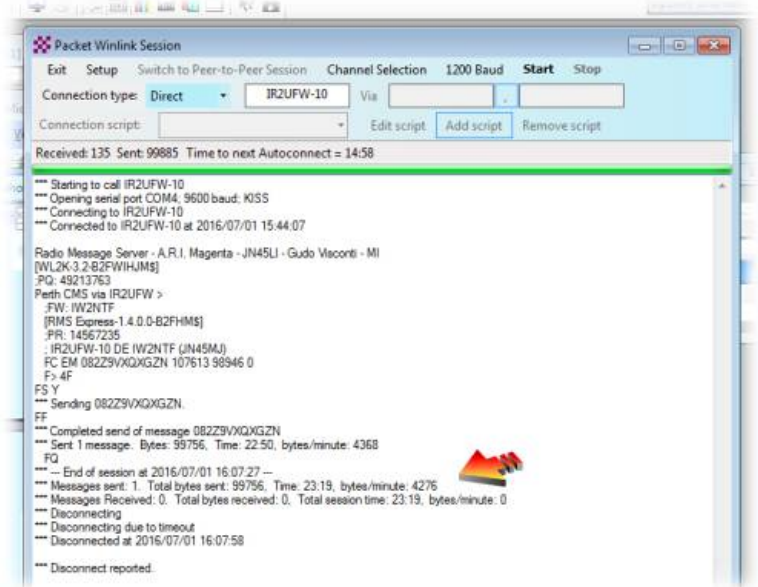 Packet Winlink Session
Exit Setup Switch to Peer-to-Peer Session Channel Selection 1200 Baud Start Stop
Connection type: Direct IR2UFW-10 Via ,
Connection script: Edit script Add script Remove script
Received: 135 Sent: 99885 Time to next Autoconnect = 14:58
*** Starting to call IR2UFW-10
*** Opening serial port COM4; 9600 baud; KISS
*** Connecting to IR2UFW-10
*** Connected to IR2UFW-10 at 2016/07/01 15:44:07
Radio Message Server - A.R.I. Magenta - JN45LI - Gudo Visconti - MI
[WL2K-3.2-B2FWIHJM$]
;PQ: 49213763
Perth CMS via IR2UFW >
;FW: IW2NTF
[RMS Express-1.4.0.0-B2FHM$]
;PR: 14567235
; IR2UFW-10 DE IW2NTF (JN45MJ)
FC EM 082Z9VXQXGZN 107613 98946 0
F> 4F
FS Y
*** Sending 082Z9VXQXGZN.
FF
*** Completed send of message 082Z9VXQXGZN
*** Sent 1 message. Bytes: 99756, Time: 22:50, bytes/minute: 4368
FQ
*** --- End of session at 2016/07/01 16:07:27 ---
*** Messages sent: 1. Total bytes sent: 99756, Time: 23:19, bytes/minute: 4276
*** Messages Received: 0. Total bytes received: 0, Total session time: 23:19, bytes/minute: 0
*** Disconnecting
*** Disconnecting due to timeout
*** Disconnected at 2016/07/01 16:07:58
*** Disconnect reported.